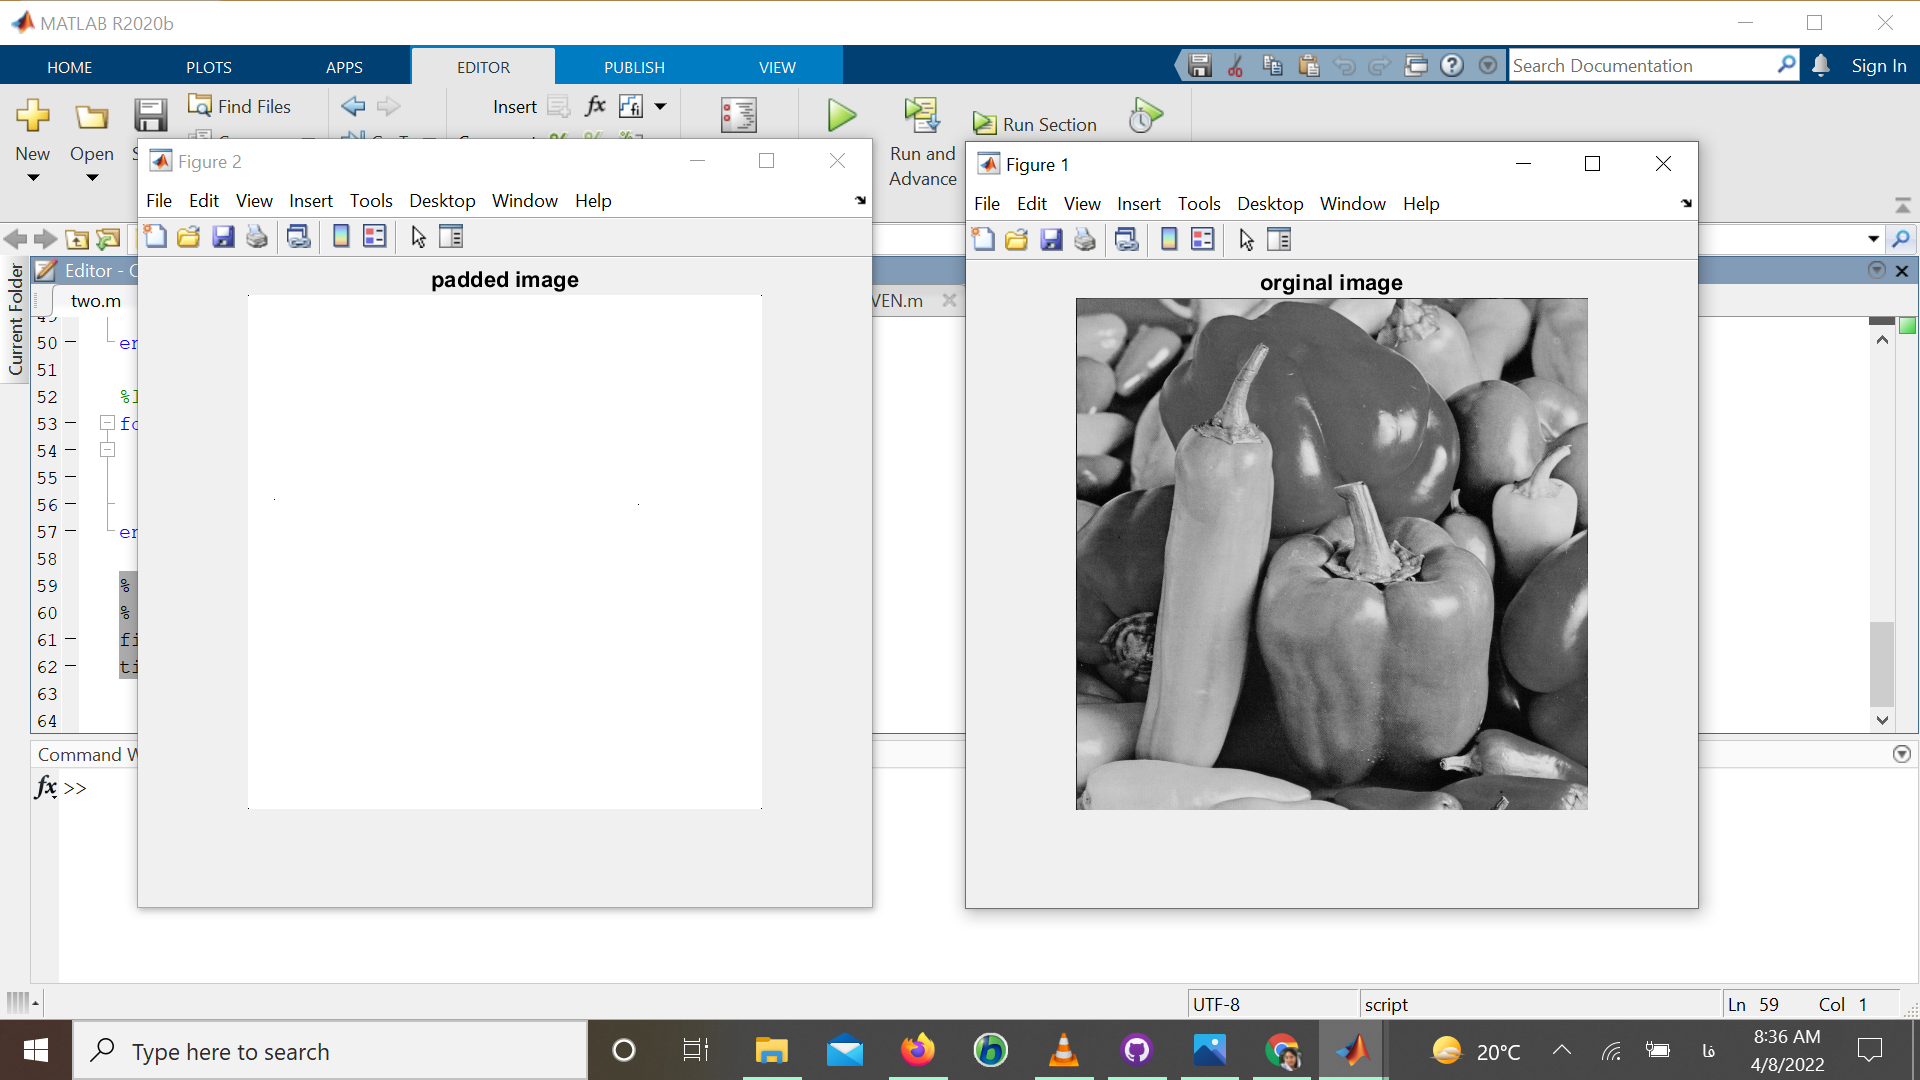 MATLAB R2020b
HOME PLOTS APPS EDITOR PUBLISH VIEW
Search Documentation
Sign In
Find Files
Insert
fx
fi
New
Open
Run and
Advance
Run Section
Current Folder
Editor -
two.m
VEN.m
50
51
52 %
53
54
55
56
57
58
59 %
60 %
61
62
63
64
Figure 2
File Edit View Insert Tools Desktop Window Help
padded image
Figure 1
File Edit View Insert Tools Desktop Window Help
orginal image
Command
fx >>
UTF-8
script
Ln 59 Col 1
Type here to search
20°C
فا
8:36 AM
4/8/2022